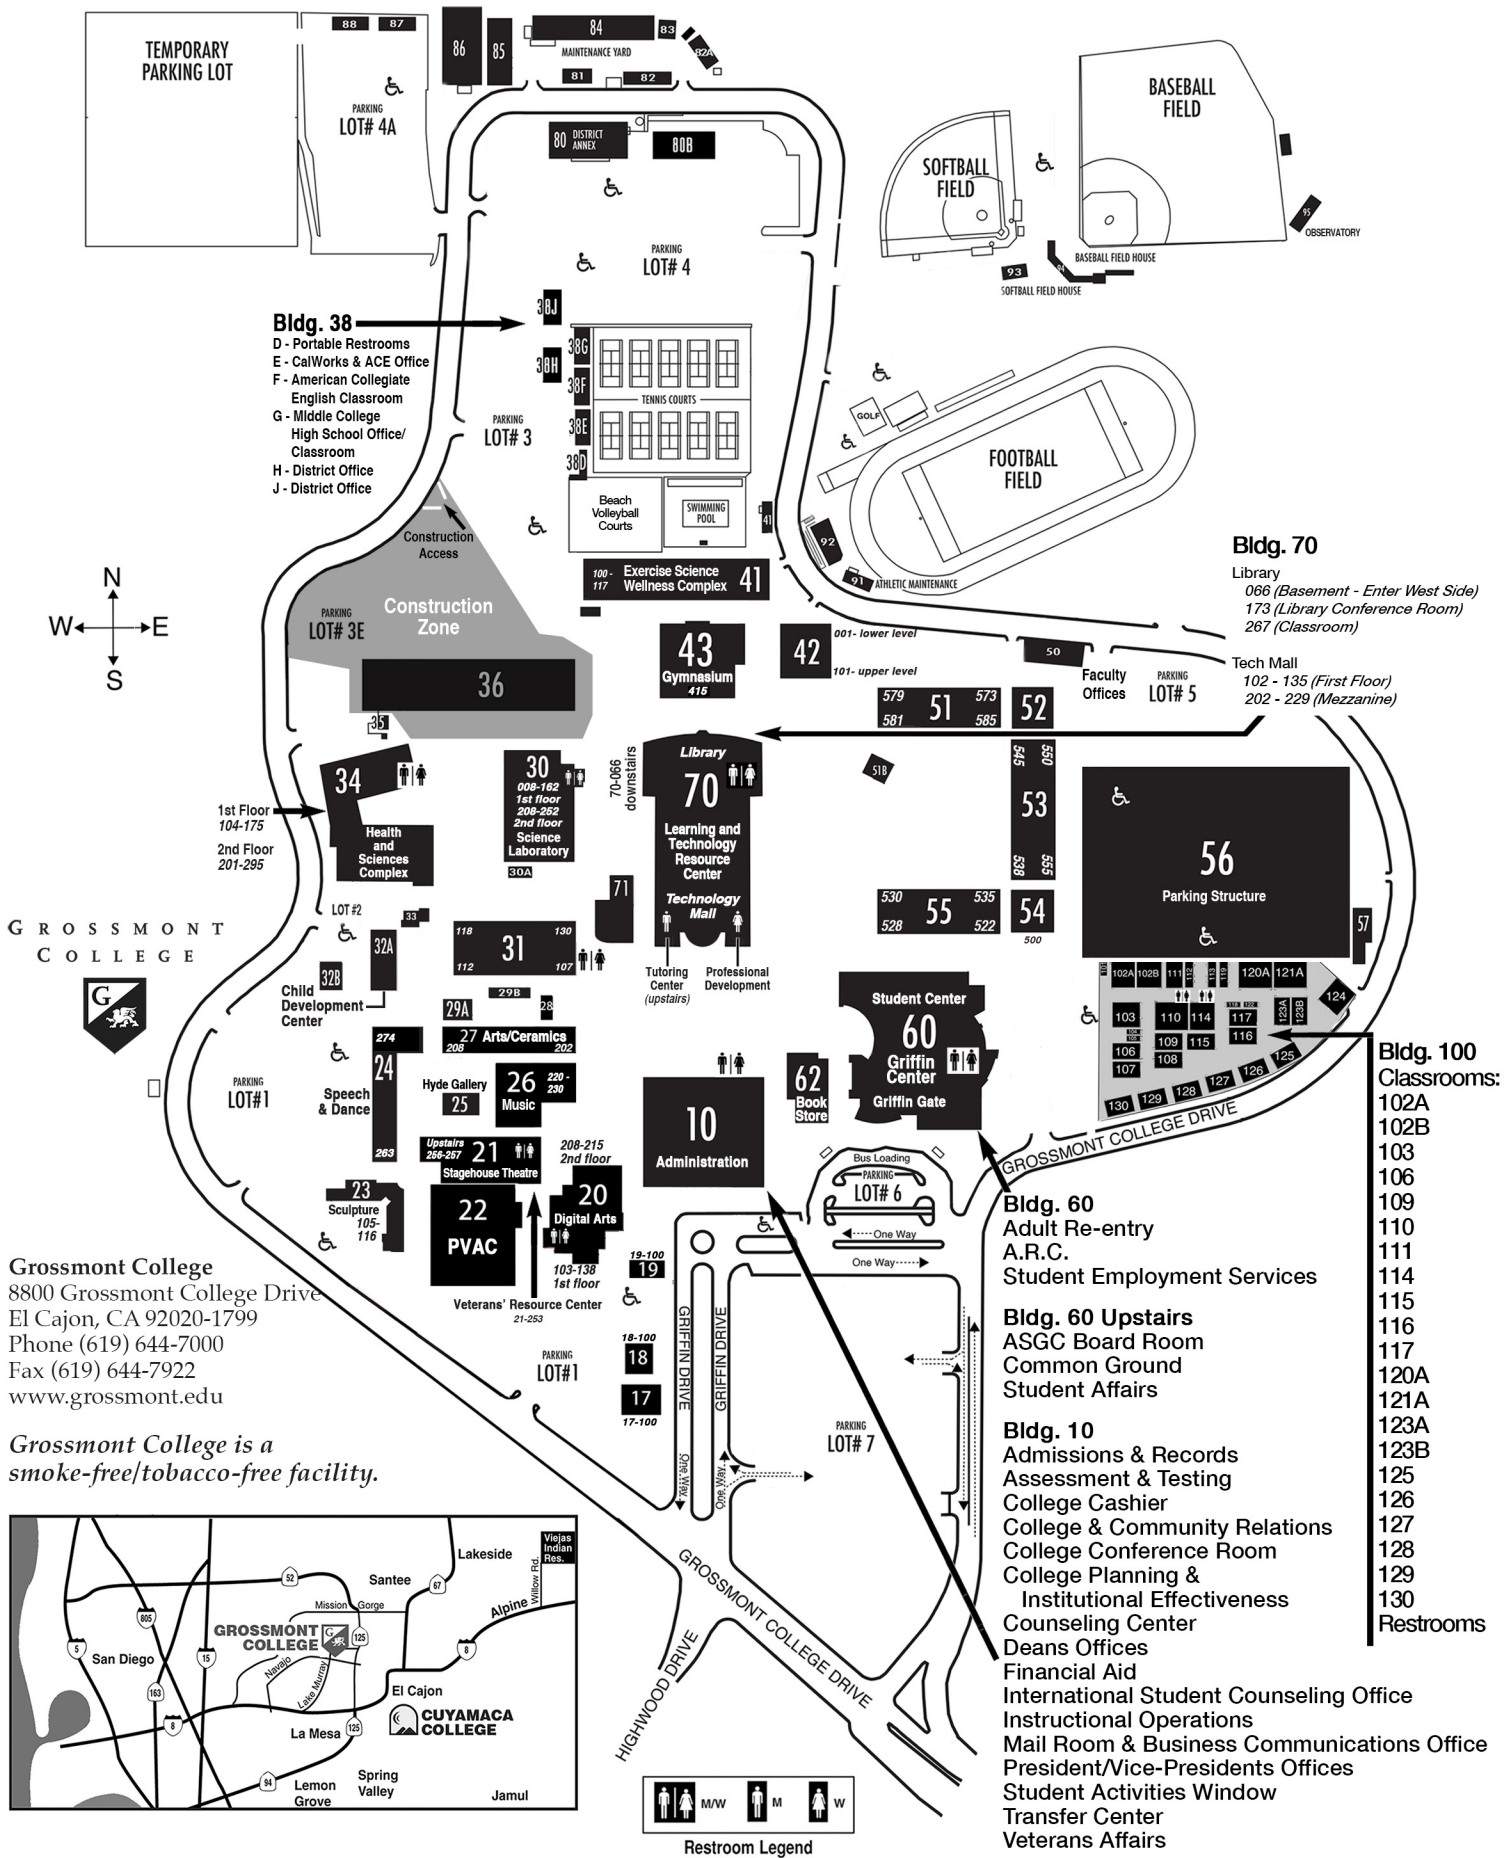 TEMPORARY
PARKING LOT
88
87
PARKING
LOT# 4A
86
85
84
83
82A
MAINTENANCE YARD
81
82
80 DISTRICT
ANNEX
80B
PARKING
LOT# 4
SOFTBALL
FIELD
BASEBALL
FIELD
95
OBSERVATORY
BASEBALL FIELD HOUSE
93
SOFTBALL FIELD HOUSE
Bldg. 38
D - Portable Restrooms
E - CalWorks & ACE Office
F - American Collegiate
English Classroom
G - Middle College
High School Office/
Classroom
H - District Office
J - District Office
38J
38H
38G
38F
38E
38D
TENNIS COURTS
PARKING
LOT# 3
Beach
Volleyball
Courts
SWIMMING
POOL
41
GOLF
FOOTBALL
FIELD
92
91
ATHLETIC MAINTENANCE
Construction
Access
Construction
Zone
PARKING
LOT# 3E
N
W
E
S
100 -
117
Exercise Science
Wellness Complex
41
43
Gymnasium
415
42
001- lower level
101- upper level
50
Faculty
Offices
PARKING
LOT# 5
Bldg. 70
Library
066 (Basement - Enter West Side)
173 (Library Conference Room)
267 (Classroom)
Tech Mall
102 - 135 (First Floor)
202 - 229 (Mezzanine)
36
35
34
Health
and
Sciences
Complex
1st Floor
104-175
2nd Floor
201-295
30
008-162
1st floor
208-252
2nd floor
Science
Laboratory
30A
70-066
downstairs
Library
70
Learning and
Technology
Resource
Center
Technology
Mall
Tutoring
Center
(upstairs)
Professional
Development
71
579
581
51
573
585
52
51B
545
550
53
538
555
530
528
55
535
522
54
500
56
Parking Structure
57
GROSSMONT
COLLEGE
G
LOT #2
33
32A
32B
Child
Development
Center
118
112
31
130
107
29B
29A
28
27 Arts/Ceramics
208
202
274
24
263
Speech
& Dance
Hyde Gallery
25
26
Music
220 -
230
PARKING
LOT#1
Upstairs
256-257
21
Stagehouse Theatre
208-215
2nd floor
20
Digital Arts
103-138
1st floor
22
PVAC
23
Sculpture
105-
116
Veterans' Resource Center
21-253
10
Administration
62
Book
Store
Student Center
60
Griffin
Center
Griffin Gate
101
102A
102B
111
112
113
119
120A
121A
124
103
110
114
118
122
117
123A
123B
116
109
115
106
108
107
130
129
128
127
126
125
GROSSMONT COLLEGE DRIVE
Bus Loading
PARKING
LOT# 6
One Way
One Way
19-100
19
18-100
18
17
17-100
PARKING
LOT#1
GRIFFIN DRIVE
GRIFFIN DRIVE
One Way
One Way
PARKING
LOT# 7
GROSSMONT COLLEGE DRIVE
HIGHWOOD DRIVE
Grossmont College
8800 Grossmont College Drive
El Cajon, CA 92020-1799
Phone (619) 644-7000
Fax (619) 644-7922
www.grossmont.edu
Grossmont College is a
smoke-free/tobacco-free facility.
Bldg. 60
Adult Re-entry
A.R.C.
Student Employment Services
Bldg. 60 Upstairs
ASGC Board Room
Common Ground
Student Affairs
Bldg. 10
Admissions & Records
Assessment & Testing
College Cashier
College & Community Relations
College Conference Room
College Planning &
Institutional Effectiveness
Counseling Center
Deans Offices
Financial Aid
International Student Counseling Office
Instructional Operations
Mail Room & Business Communications Office
President/Vice-Presidents Offices
Student Activities Window
Transfer Center
Veterans Affairs
Bldg. 100
Classrooms:
102A
102B
103
106
109
110
111
114
115
116
117
120A
121A
123A
123B
125
126
127
128
129
130
Restrooms
Viejas
Indian
Res.
Lakeside
52
Santee
67
Willow Rd.
Alpine
Mission Gorge
805
GROSSMONT
COLLEGE
G
125
5
15
San Diego
Navajo
Lake Murray
8
163
El Cajon
CUYAMACA
COLLEGE
8
La Mesa
125
94
Lemon
Grove
Spring
Valley
Jamul
M/W
M
W
Restroom Legend